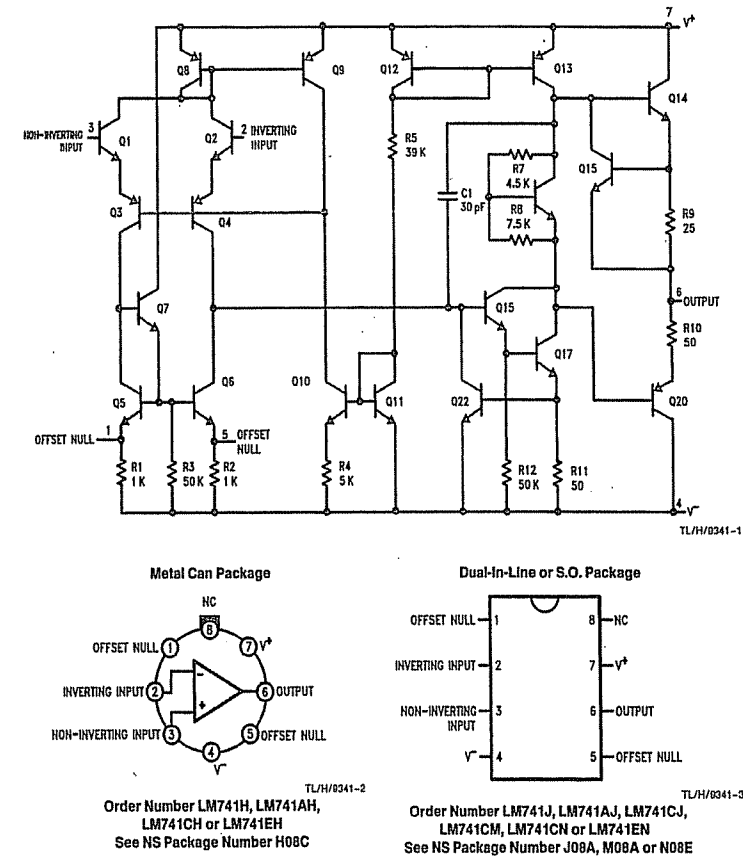 7
V+
Q8
Q9
Q12
Q13
Q14
NON-INVERTING
INPUT
3
Q1
Q2
2 INVERTING
INPUT
R5
39 K
Q15
R7
4.5 K
R8
7.5 K
C1
30 pF
R9
25
Q3
Q4
6
OUTPUT
Q7
Q15
R10
50
Q17
Q5
Q6
Q10
Q11
Q22
Q20
OFFSET NULL
1
5
OFFSET
NULL
R1
1 K
R3
50 K
R2
1 K
R4
5 K
R12
50 K
R11
50
4
V-
TL/H/9341-1
Metal Can Package
NC
8
OFFSET NULL 1
7 V+
INVERTING INPUT 2
-
6 OUTPUT
+
NON-INVERTING INPUT 3
5 OFFSET NULL
4
V-
TL/H/9341-2
Order Number LM741H, LM741AH,
LM741CH or LM741EH
See NS Package Number H08C
Dual-In-Line or S.O. Package
OFFSET NULL 1
8 NC
INVERTING INPUT 2
7 V+
NON-INVERTING
INPUT
3
6 OUTPUT
V- 4
5 OFFSET NULL
TL/H/9341-3
Order Number LM741J, LM741AJ, LM741CJ,
LM741CM, LM741CN or LM741EN
See NS Package Number J08A, M08A or N08E